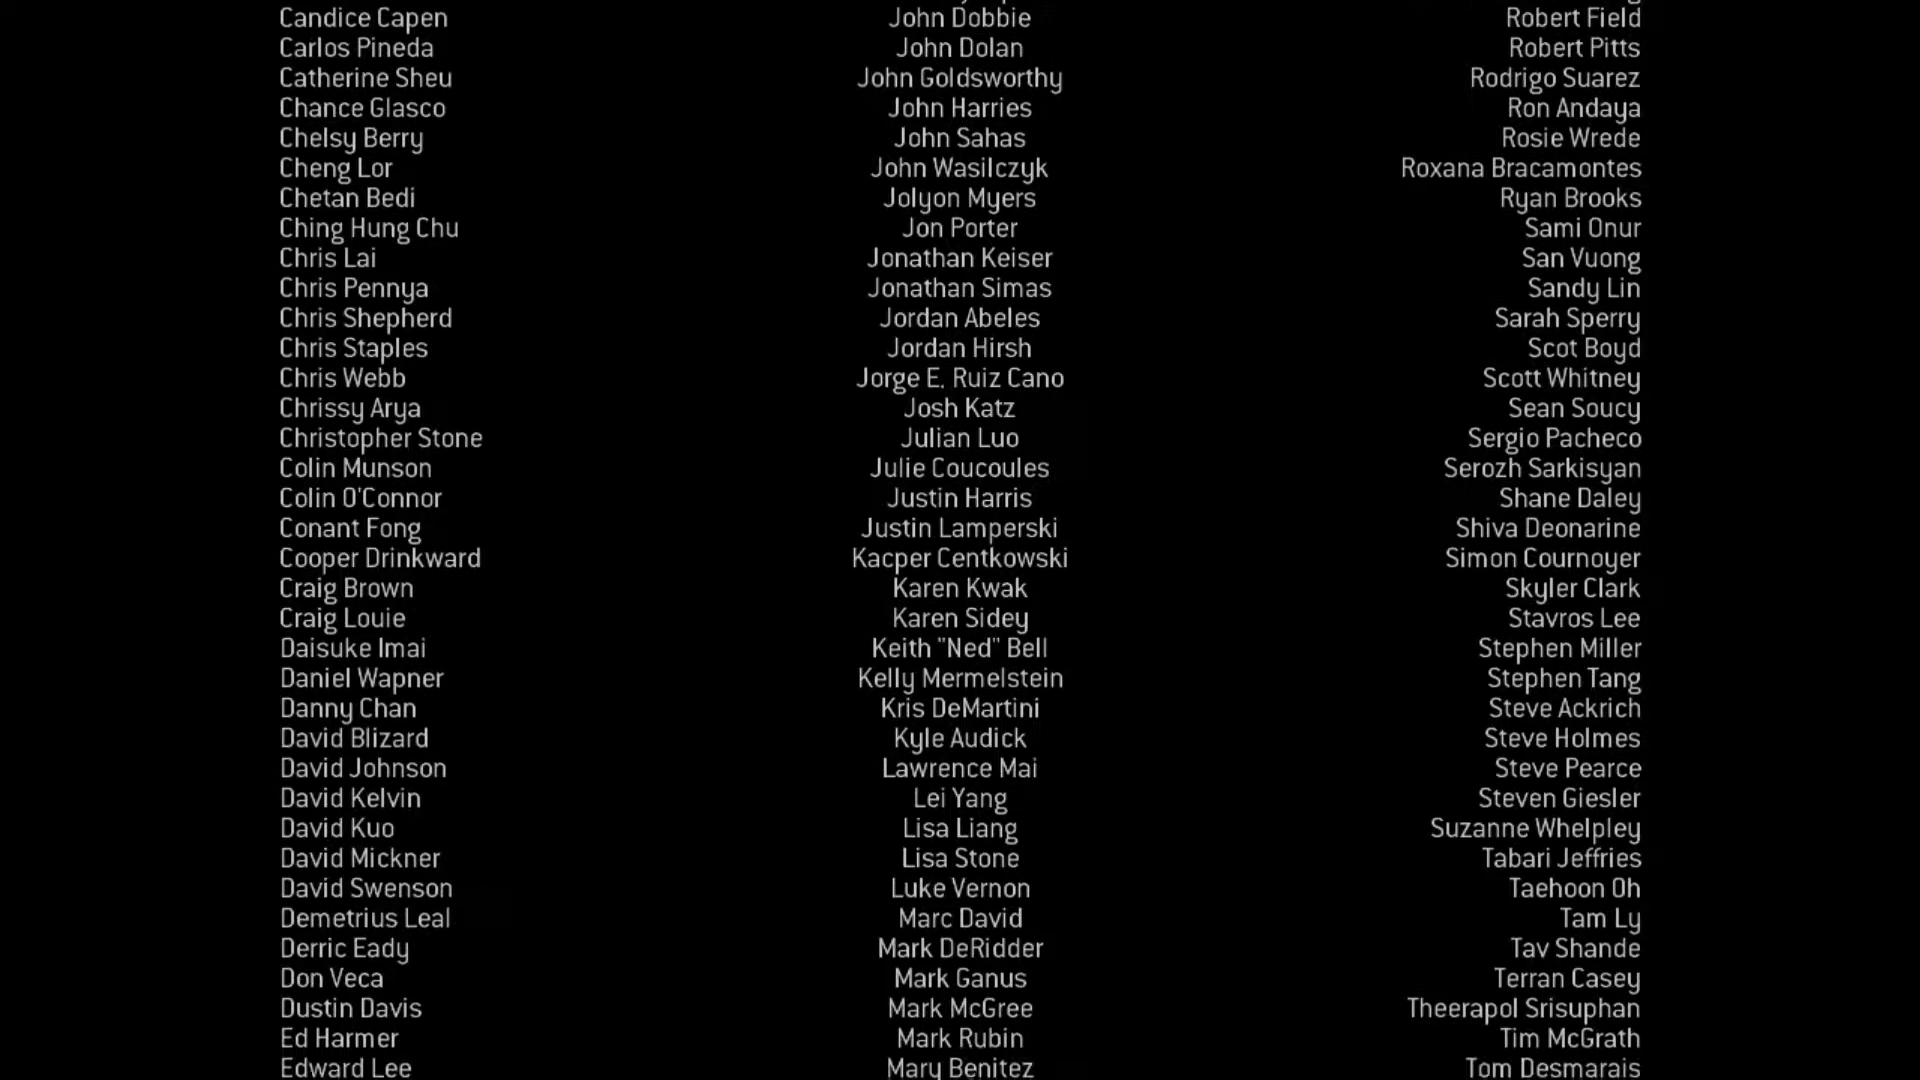 Candice Capen
Carlos Pineda
Catherine Sheu
Chance Glasco
Chelsy Berry
Cheng Lor
Chetan Bedi
Ching Hung Chu
Chris Lai
Chris Pennya
Chris Shepherd
Chris Staples
Chris Webb
Chrissy Arya
Christopher Stone
Colin Munson
Colin O'Connor
Conant Fong
Cooper Drinkward
Craig Brown
Craig Louie
Daisuke Imai
Daniel Wapner
Danny Chan
David Blizard
David Johnson
David Kelvin
David Kuo
David Mickner
David Swenson
Demetrius Leal
Derric Eady
Don Veca
Dustin Davis
Ed Harmer
Edward Lee
John Dobbie
John Dolan
John Goldsworthy
John Harries
John Sahas
John Wasilczyk
Jolyon Myers
Jon Porter
Jonathan Keiser
Jonathan Simas
Jordan Abeles
Jordan Hirsh
Jorge E. Ruiz Cano
Josh Katz
Julian Luo
Julie Coucoules
Justin Harris
Justin Lamperski
Kacper Centkowski
Karen Kwak
Karen Sidey
Keith "Ned" Bell
Kelly Mermelstein
Kris DeMartini
Kyle Audick
Lawrence Mai
Lei Yang
Lisa Liang
Lisa Stone
Luke Vernon
Marc David
Mark DeRidder
Mark Ganus
Mark McGree
Mark Rubin
Mary Benitez
Robert Field
Robert Pitts
Rodrigo Suarez
Ron Andaya
Rosie Wrede
Roxana Bracamontes
Ryan Brooks
Sami Onur
San Vuong
Sandy Lin
Sarah Sperry
Scot Boyd
Scott Whitney
Sean Soucy
Sergio Pacheco
Serozh Sarkisyan
Shane Daley
Shiva Deonarine
Simon Cournoyer
Skyler Clark
Stavros Lee
Stephen Miller
Stephen Tang
Steve Ackrich
Steve Holmes
Steve Pearce
Steven Giesler
Suzanne Whelpley
Tabari Jeffries
Taehoon Oh
Tam Ly
Tav Shande
Terran Casey
Theerapol Srisuphan
Tim McGrath
Tom Desmarais